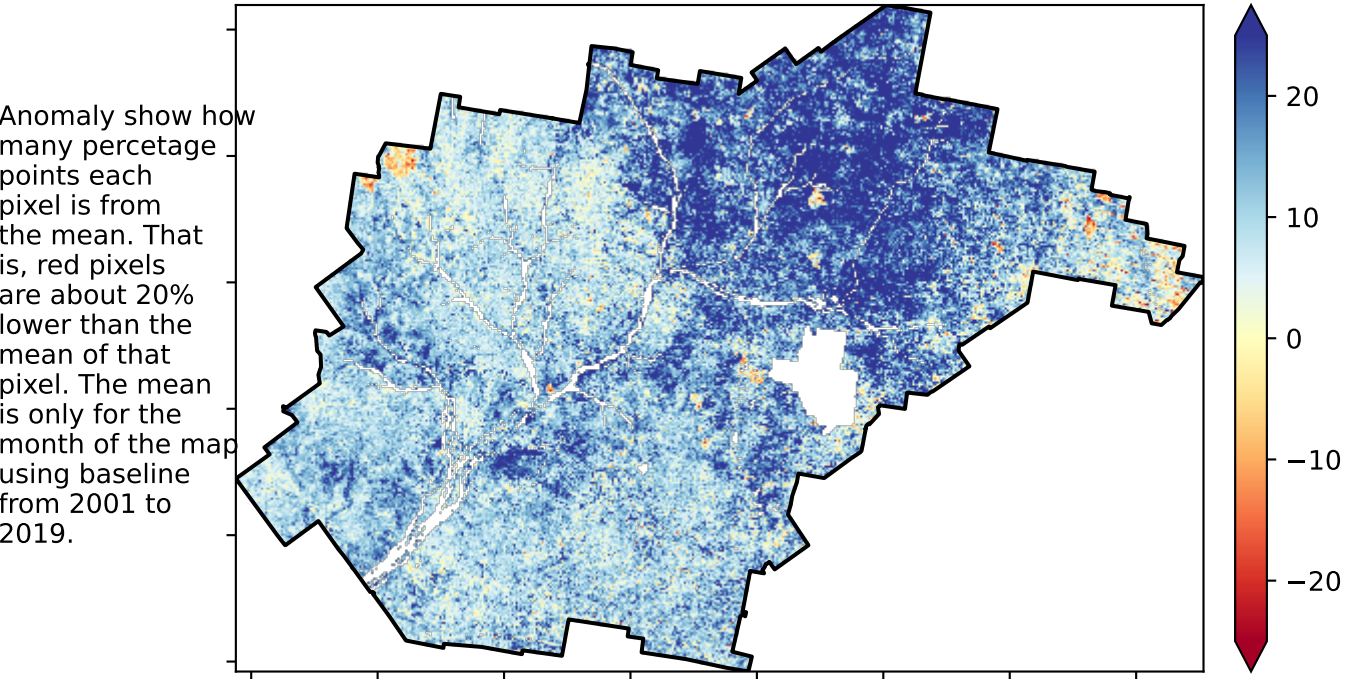 Anomaly show how
many percetage
points each
pixel is from
the mean. That
is, red pixels
are about 20%
lower than the
mean of that
pixel. The mean
is only for the
month of the map
using baseline
from 2001 to
2019.
20
10
0
−10
−20